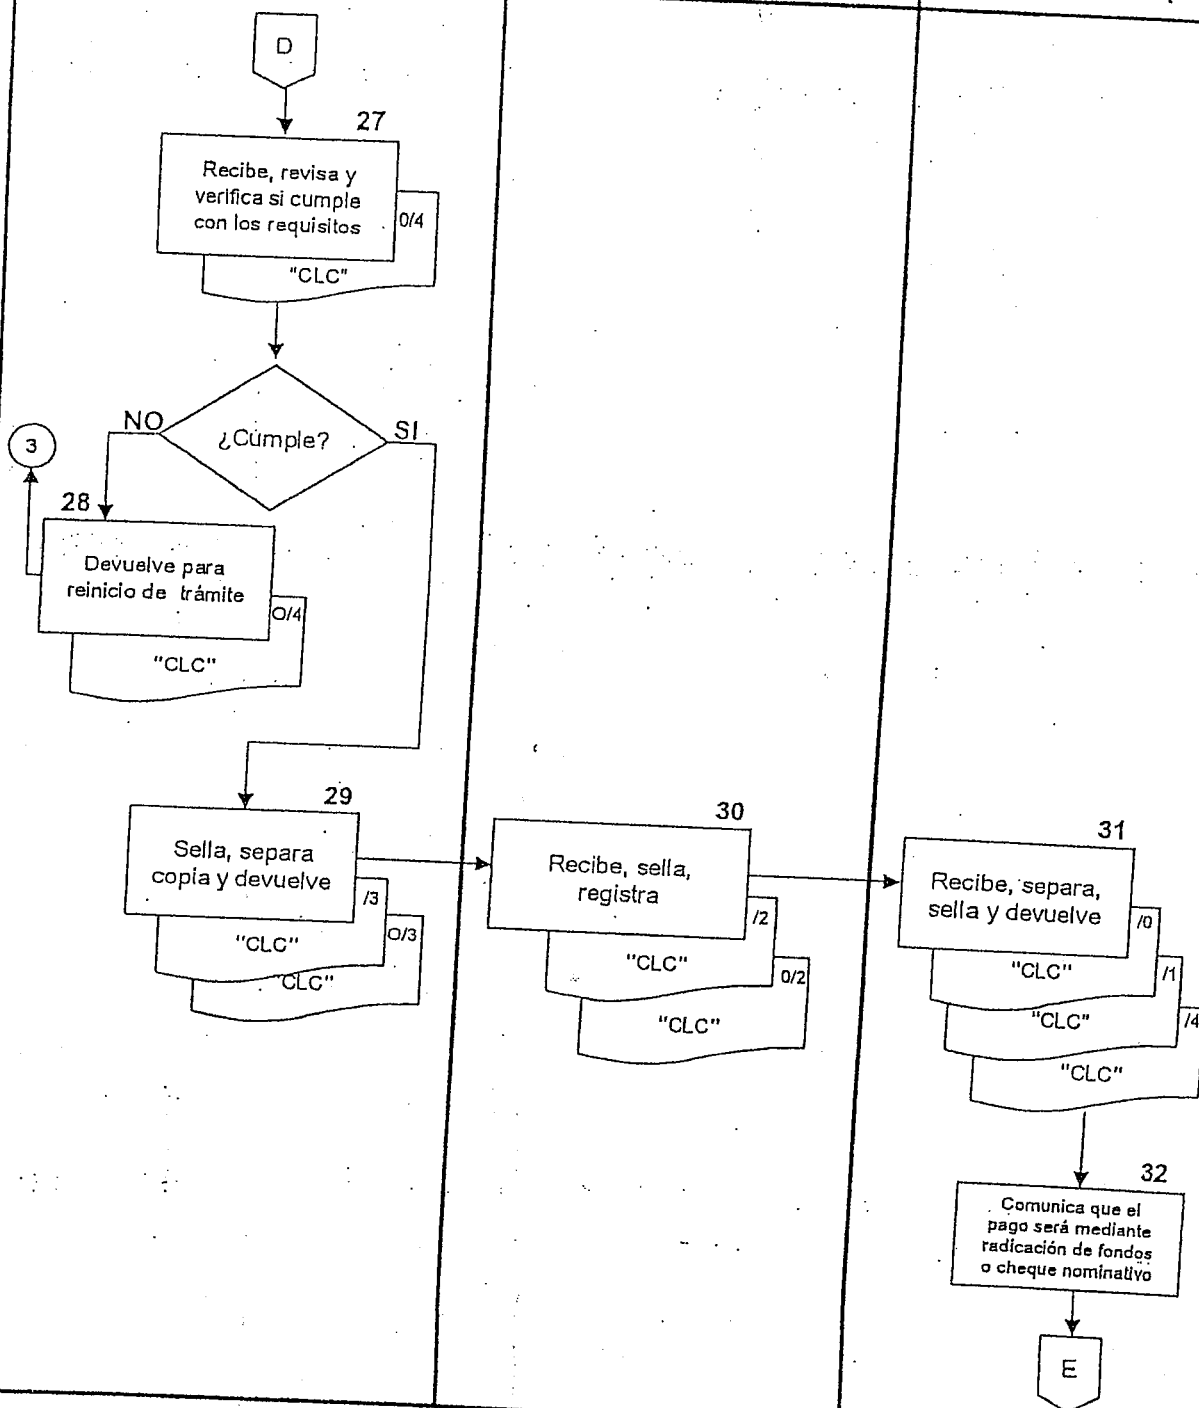 D
27
Recibe, revisa y
verifica si cumple
con los requisitos
0/4
"CLC"
NO
¿Cumple?
SI
3
28
Devuelve para
reinicio de trámite
O/4
"CLC"
29
Sella, separa
copia y devuelve
/3
"CLC"
O/3
"CLC"
30
Recibe, sella,
registra
/2
"CLC"
0/2
"CLC"
31
Recibe, separa,
sella y devuelve
/0
"CLC"
/1
"CLC"
/4
"CLC"
32
Comunica que el
pago será mediante
radicación de fondos
o cheque nominativo
E